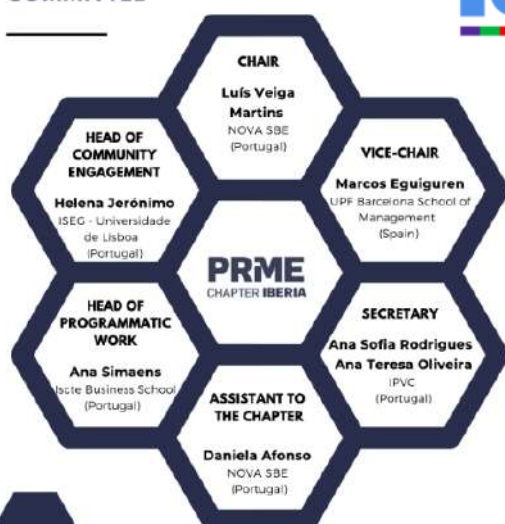 CHAIR
Luís Veiga
Martins
NOVA SBE
(Portugal)
HEAD OF
COMMUNITY
ENGAGEMENT
Helena Jerónimo
ISEG - Universidade
de Lisboa
(Portugal)
VICE-CHAIR
Marcos Eguiguren
UPF Barcelona School of
Management
(Spain)
PRME
CHAPTER IBERIA
HEAD OF
PROGRAMMATIC
WORK
Ana Simaens
Iscte Business School
(Portugal)
SECRETARY
Ana Sofia Rodrigues
Ana Teresa Oliveira
IPVC
(Portugal)
ASSISTANT TO
THE CHAPTER
Daniela Afonso
NOVA SBE
(Portugal)